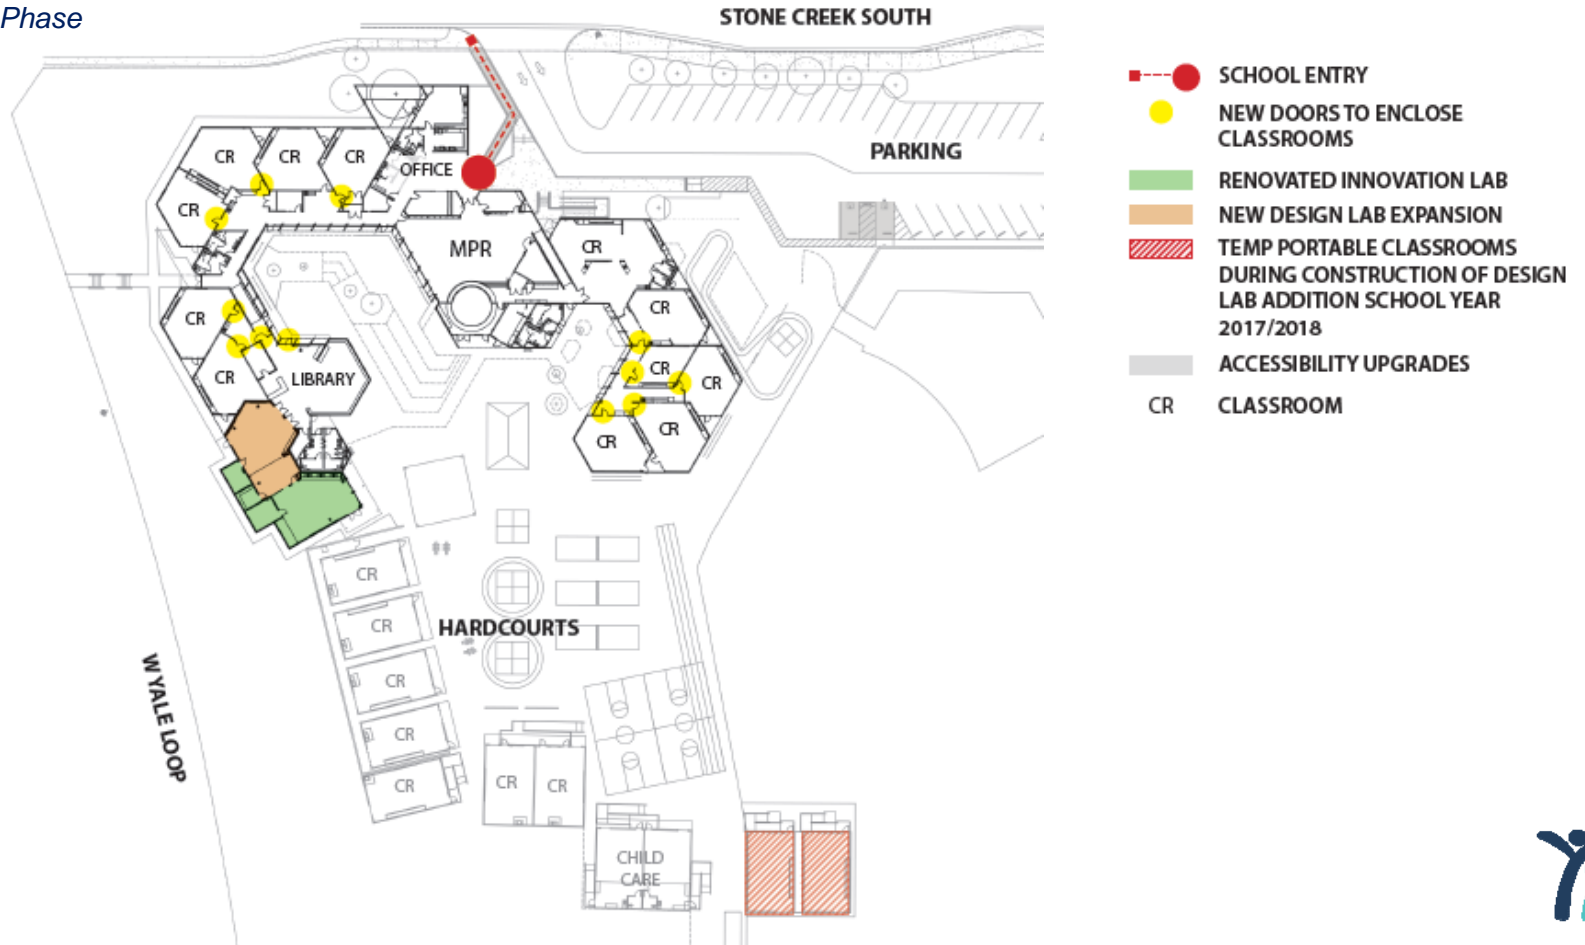 Phase
STONE CREEK SOUTH
PARKING
CR
CR
CR
OFFICE
CR
MPR
CR
CR
CR
CR
CR
CR
LIBRARY
CR
CR
CR
CR
HARDCOURTS
CR
CR
CR
CR
CR
CR
W YALE LOOP
CHILD
CARE
SCHOOL ENTRY
NEW DOORS TO ENCLOSE
CLASSROOMS
RENOVATED INNOVATION LAB
NEW DESIGN LAB EXPANSION
TEMP PORTABLE CLASSROOMS
DURING CONSTRUCTION OF DESIGN
LAB ADDITION SCHOOL YEAR
2017/2018
ACCESSIBILITY UPGRADES
CR CLASSROOM